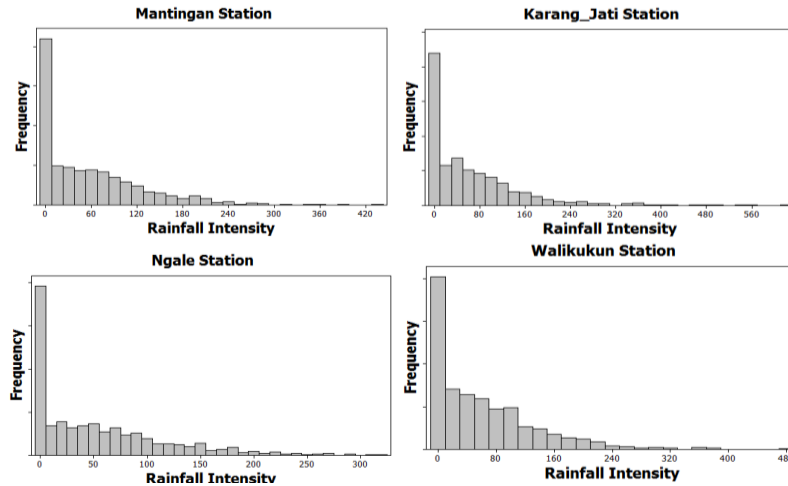 Mantingan Station
Frequency
0 60 120 180 240 300 360 420
Rainfall Intensity
Karang_Jati Station
Frequency
0 80 160 240 320 400 480 560
Rainfall Intensity
Ngale Station
Frequency
0 50 100 150 200 250 300
Rainfall Intensity
Walikukun Station
Frequency
0 80 160 240 320 400 480
Rainfall Intensity